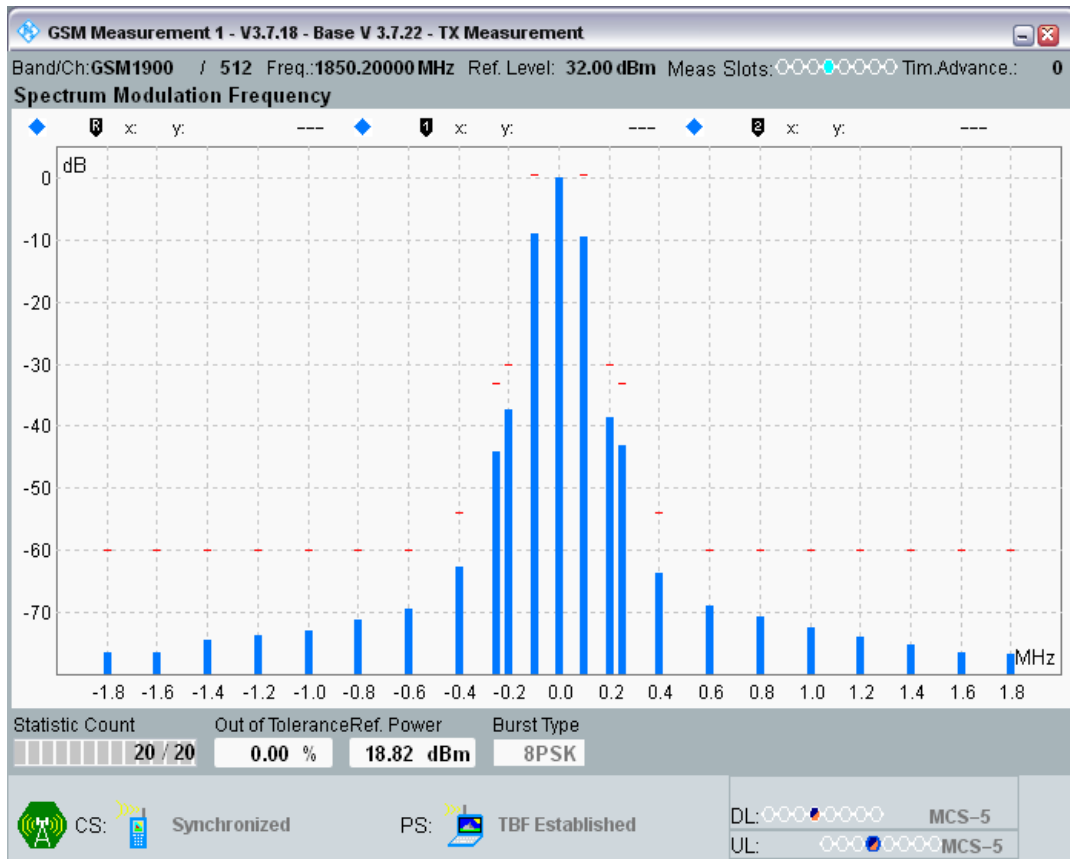 GSM Measurement 1 - V3.7.18 - Base V 3.7.22 - TX Measurement
Band/Ch:GSM1900 / 512 Freq.:1850.20000 MHz Ref. Level: 32.00 dBm Meas Slots: Tim.Advance.: 0
Spectrum Modulation Frequency
R x: y: --- 1 x: y: --- 2 x: y: ---
dB
0
-10
-20
-30
-40
-50
-60
-70
MHz
-1.8 -1.6 -1.4 -1.2 -1.0 -0.8 -0.6 -0.4 -0.2 0.0 0.2 0.4 0.6 0.8 1.0 1.2 1.4 1.6 1.8
Statistic Count Out of Tolerance Ref. Power Burst Type
20 / 20 0.00 % 18.82 dBm 8PSK
CS: Synchronized PS: TBF Established
DL: MCS-5
UL: MCS-5